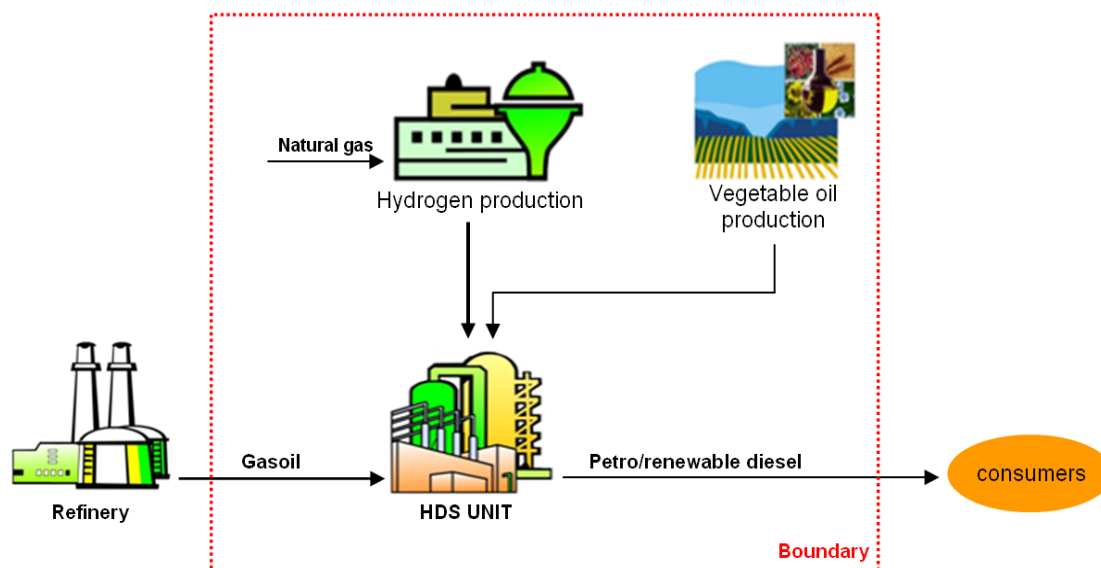 Natural gas
Hydrogen production
Vegetable oil
production
Gasoil
Petro/renewable diesel
consumers
Refinery
HDS UNIT
Boundary